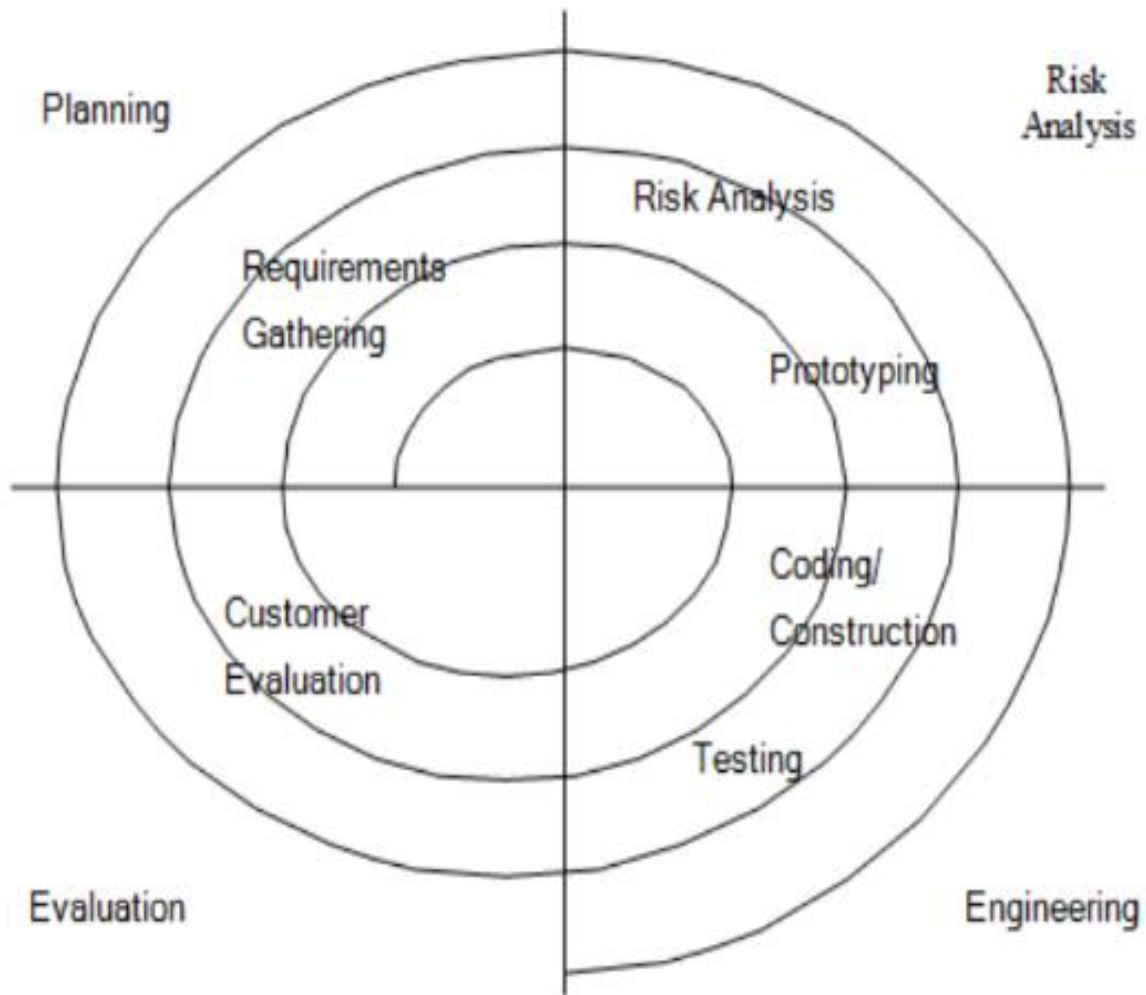 Planning
Risk
Analysis
Risk Analysis
Requirements
Gathering
Prototyping
Coding/
Construction
Customer
Evaluation
Testing
Evaluation
Engineering